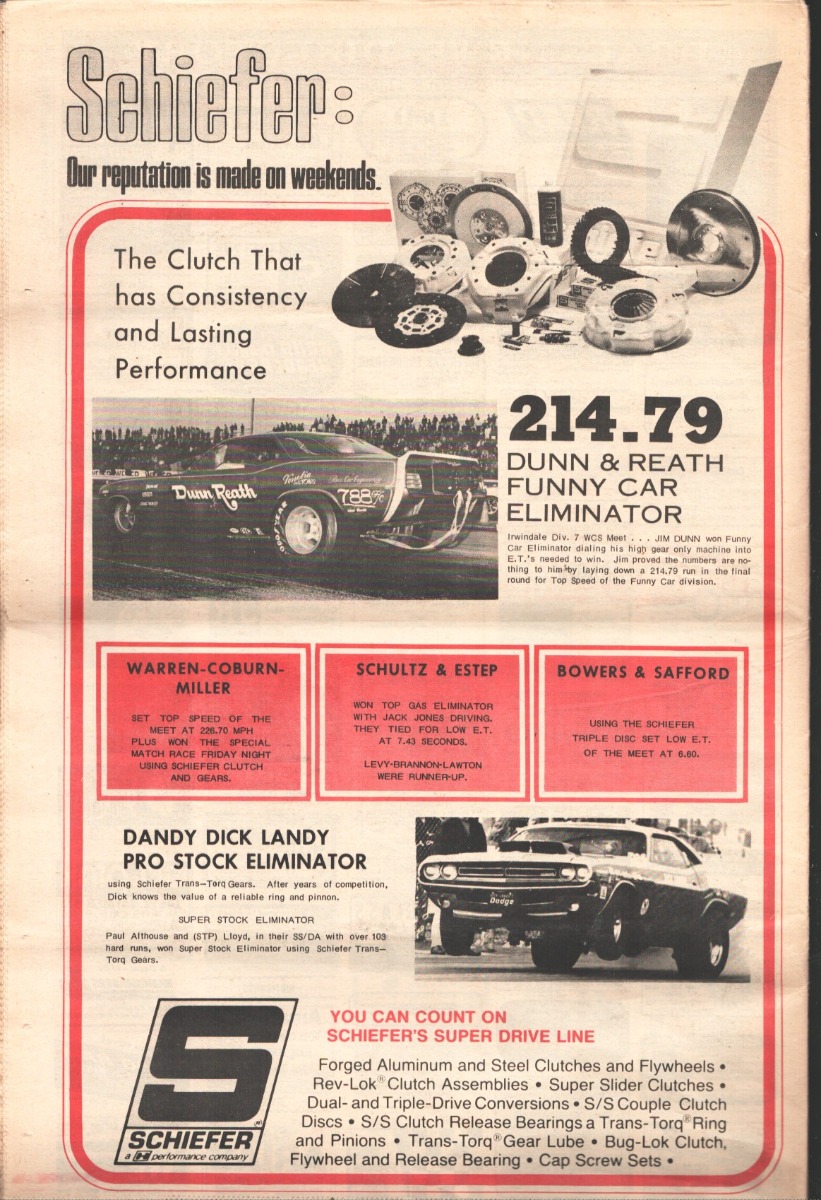 Schiefer:
Our reputation is made on weekends.
The Clutch That
has Consistency
and Lasting
Performance
Dunn & Reath
788 F/C
GOODYEAR
214.79
DUNN & REATH
FUNNY CAR
ELIMINATOR
Irwindale Div. 7 WCS Meet . . . JIM DUNN won Funny
Car Eliminator dialing his high gear only machine into
E.T.'s needed to win. Jim proved the numbers are no-
thing to him by laying down a 214.79 run in the final
round for Top Speed of the Funny Car division.
WARREN-COBURN-
MILLER
SET TOP SPEED OF THE
MEET AT 226.70 MPH
PLUS WON THE SPECIAL
MATCH RACE FRIDAY NIGHT
USING SCHIEFER CLUTCH
AND GEARS.
SCHULTZ & ESTEP
WON TOP GAS ELIMINATOR
WITH JACK JONES DRIVING.
THEY TIED FOR LOW E.T.
AT 7.43 SECONDS.
LEVY-BRANNON-LAWTON
WERE RUNNER-UP.
BOWERS & SAFFORD
USING THE SCHIEFER
TRIPLE DISC SET LOW E.T.
OF THE MEET AT 6.60.
DANDY DICK LANDY
PRO STOCK ELIMINATOR
using Schiefer Trans—Torq Gears. After years of competition,
Dick knows the value of a reliable ring and pinnon.
SUPER STOCK ELIMINATOR
Paul Althouse and (STP) Lloyd, in their SS/DA with over 103
hard runs, won Super Stock Eliminator using Schiefer Trans—
Torq Gears.
Dodge
S
SCHIEFER
a performance company
YOU CAN COUNT ON
SCHIEFER'S SUPER DRIVE LINE
Forged Aluminum and Steel Clutches and Flywheels •
Rev-Lok® Clutch Assemblies • Super Slider Clutches •
Dual- and Triple-Drive Conversions • S/S Couple Clutch
Discs • S/S Clutch Release Bearings a Trans-Torq® Ring
and Pinions • Trans-Torq® Gear Lube • Bug-Lok Clutch,
Flywheel and Release Bearing • Cap Screw Sets •